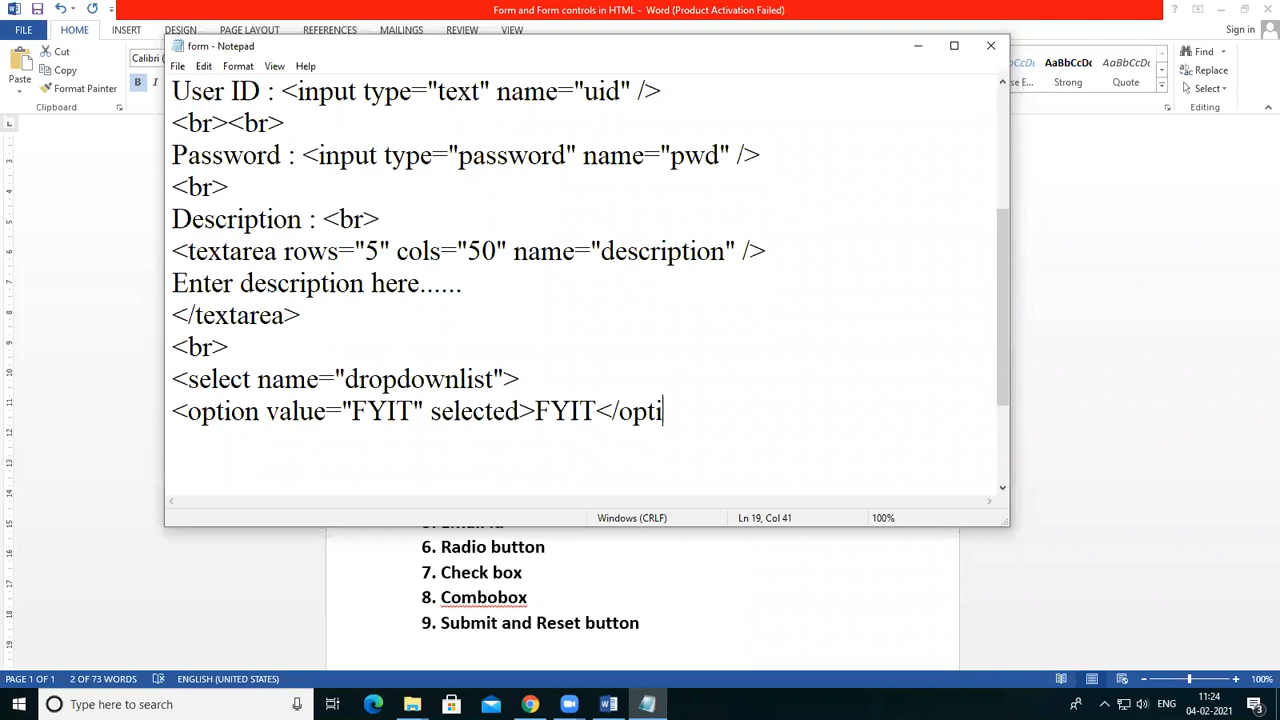 Form and Form controls in HTML - Word (Product Activation Failed)
FILE HOME INSERT DESIGN PAGE LAYOUT REFERENCES MAILINGS REVIEW VIEW Sign in
Paste
Cut
Copy
Format Painter
Clipboard
Calibri
B I
Strong
Quote
Find
Replace
Select
Editing
form - Notepad
File Edit Format View Help
User ID : <input type="text" name="uid" />
<br><br>
Password : <input type="password" name="pwd" />
<br>
Description : <br>
<textarea rows="5" cols="50" name="description" />
Enter description here......
</textarea>
<br>
<select name="dropdownlist">
<option value="FYIT" selected>FYIT</opti
Windows (CRLF) Ln 19, Col 41 100%
6. Radio button
7. Check box
8. Combobox
9. Submit and Reset button
PAGE 1 OF 1 2 OF 73 WORDS ENGLISH (UNITED STATES) 100%
Type here to search
ENG
11:24
04-02-2021